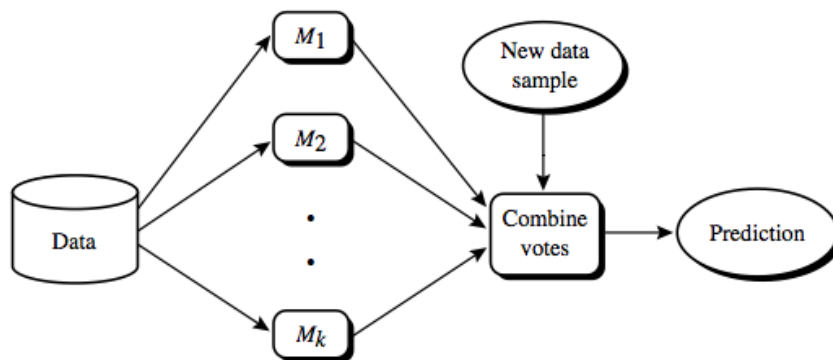 M1
New data
sample
M2
Data
Combine
votes
Prediction
Mk